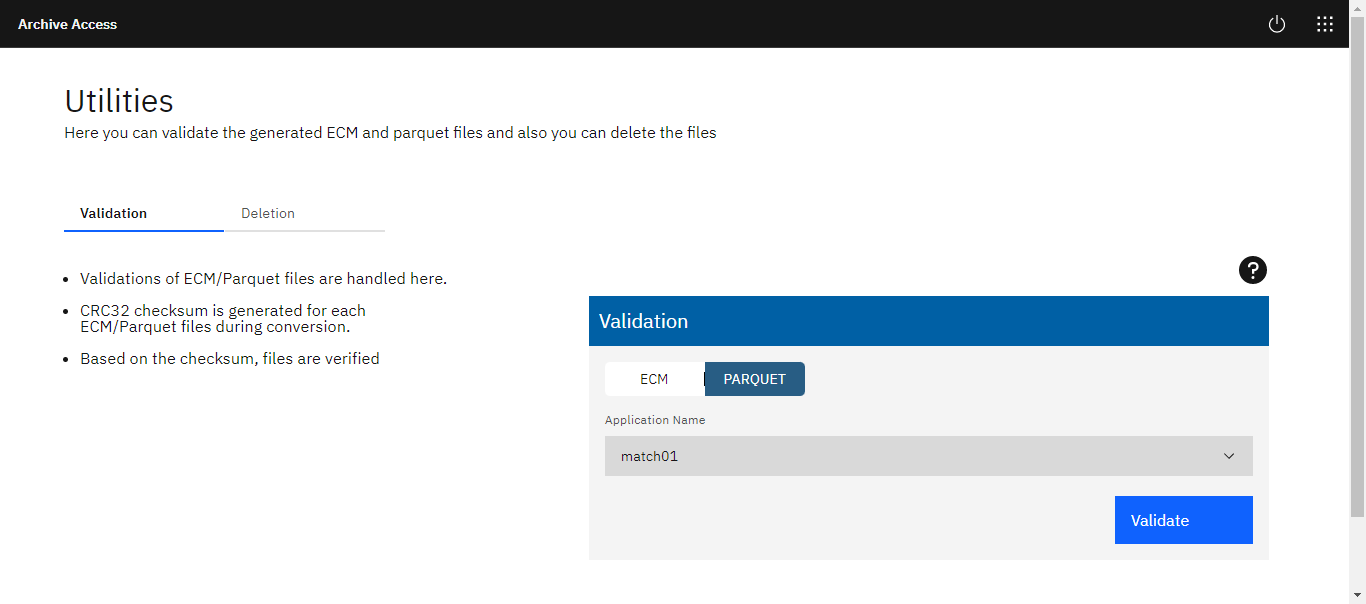 Archive Access
Utilities
Here you can validate the generated ECM and parquet files and also you can delete the files
Validation
Deletion
Validations of ECM/Parquet files are handled here.
CRC32 checksum is generated for each
ECM/Parquet files during conversion.
Based on the checksum, files are verified
?
Validation
ECM
PARQUET
Application Name
match01
Validate